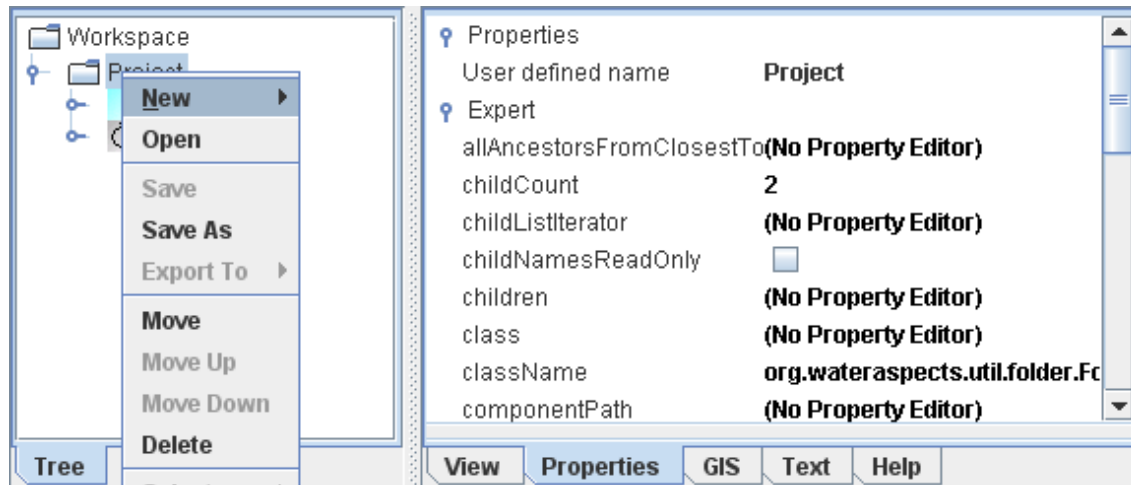 Workspace
Project
New
Open
Save
Save As
Export To
Move
Move Up
Move Down
Delete
Tree
Properties
User defined name Project
Expert
allAncestorsFromClosestTo(No Property Editor)
childCount 2
childListIterator (No Property Editor)
childNamesReadOnly
children (No Property Editor)
class (No Property Editor)
className org.wateraspects.util.folder.Fo
componentPath (No Property Editor)
View Properties GIS Text Help